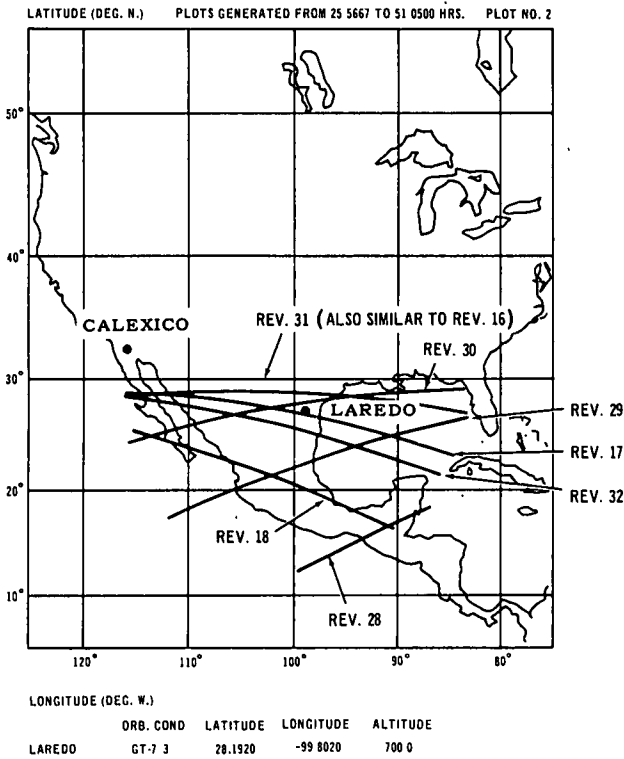 LATITUDE (DEG. N.) PLOTS GENERATED FROM 25 5667 TO 51 0500 HRS. PLOT NO. 2
50°
40°
CALEXICO
REV. 31 (ALSO SIMILAR TO REV. 16)
REV. 30
30°
LAREDO
REV. 29
REV. 17
20°
REV. 32
REV. 18
10°
REV. 28
120° 110° 100° 90° 80°
LONGITUDE (DEG. W.)
ORB. COND LATITUDE LONGITUDE ALTITUDE
LAREDO GT-7 3 28.1920 -99 8020 700 0